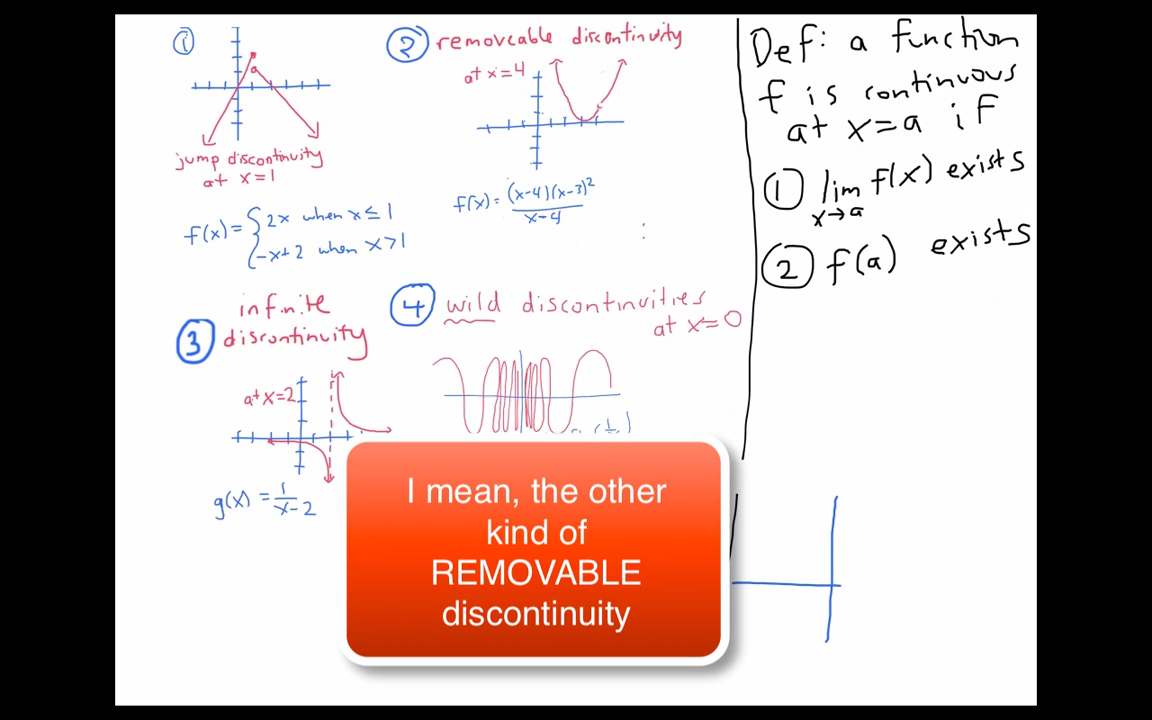 ①
jump discontinuity
at x=1
f(x) = { 2x when x ≤ 1
-x+2 when x > 1
② removeable discontinuity
at x=4
f(x) = (x-4)(x-3)²
x-4
③ infinite
discontinuity
at x=2
g(x) = 1
x-2
④ wild discontinuities
at x=0
I mean, the other
kind of
REMOVABLE
discontinuity
Def: a function
f is continuous
at x=a if
① lim f(x) exists
x→a
② f(a) exists